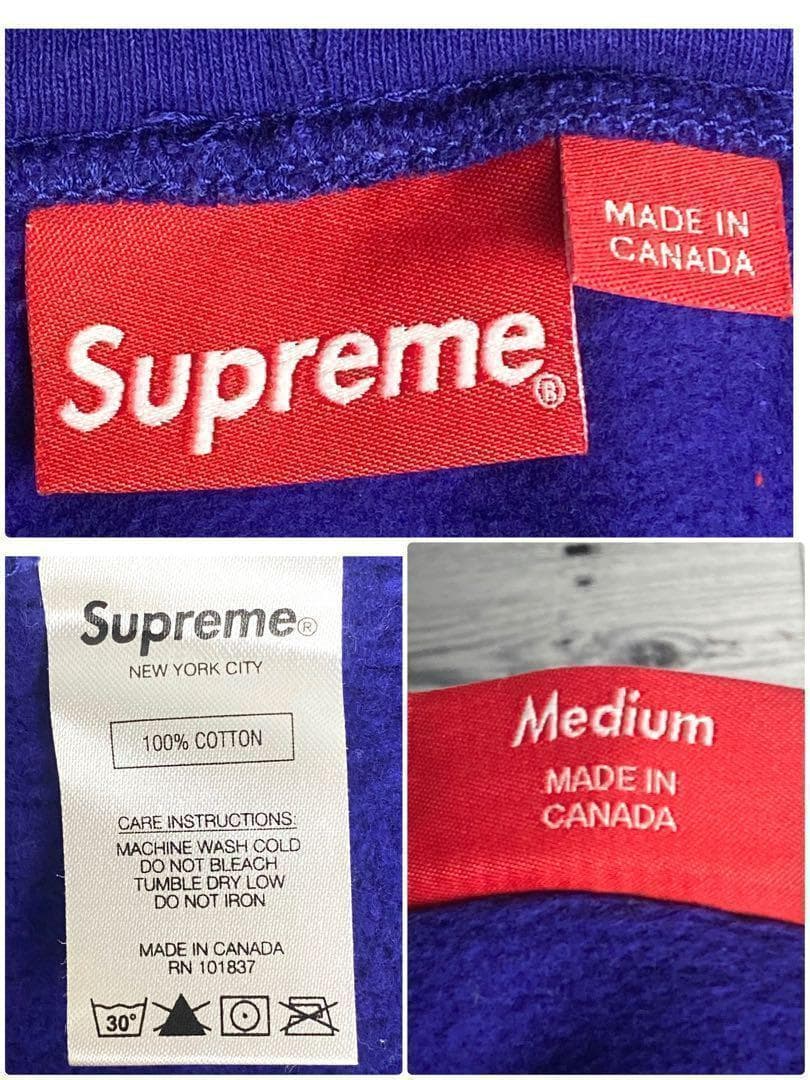 Supreme®
MADE IN
CANADA
Supreme®
NEW YORK CITY
100% COTTON
CARE INSTRUCTIONS:
MACHINE WASH COLD
DO NOT BLEACH
TUMBLE DRY LOW
DO NOT IRON
MADE IN CANADA
RN 101837
30°
Medium
MADE IN
CANADA